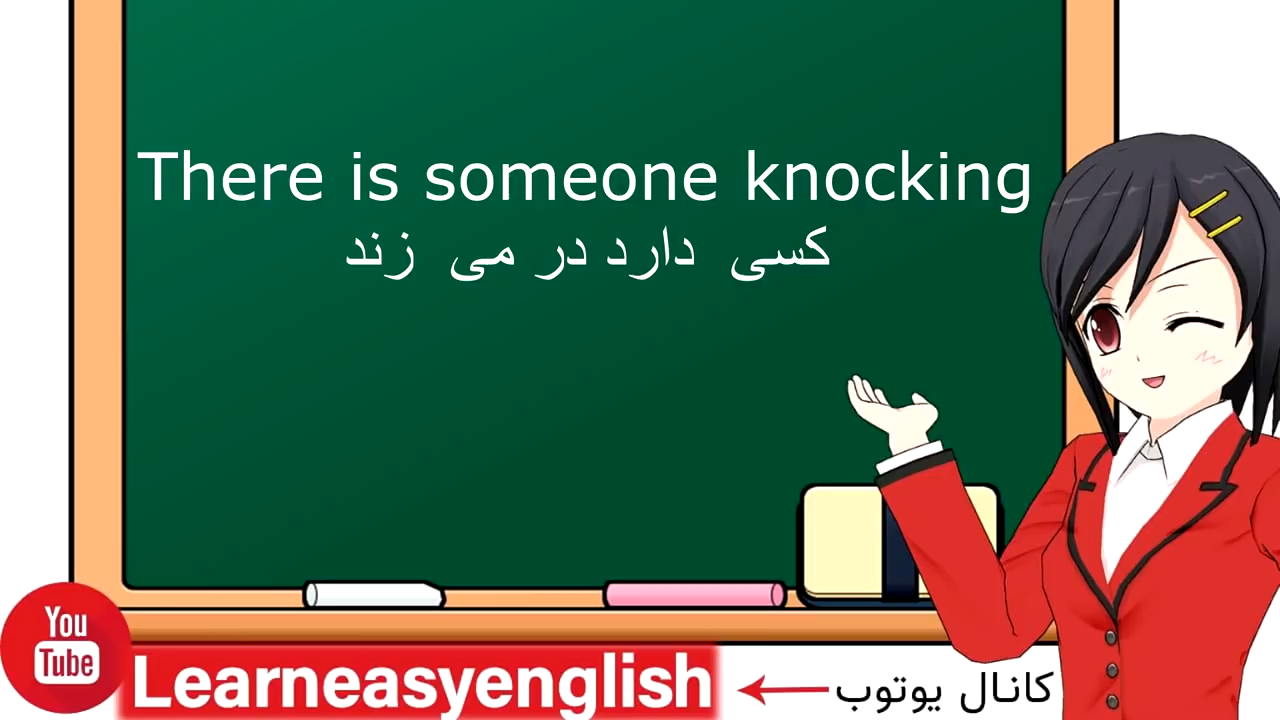 There is someone knocking
کسی دارد در می زند
You
Tube
Learneasyenglish
کانال یوتوب